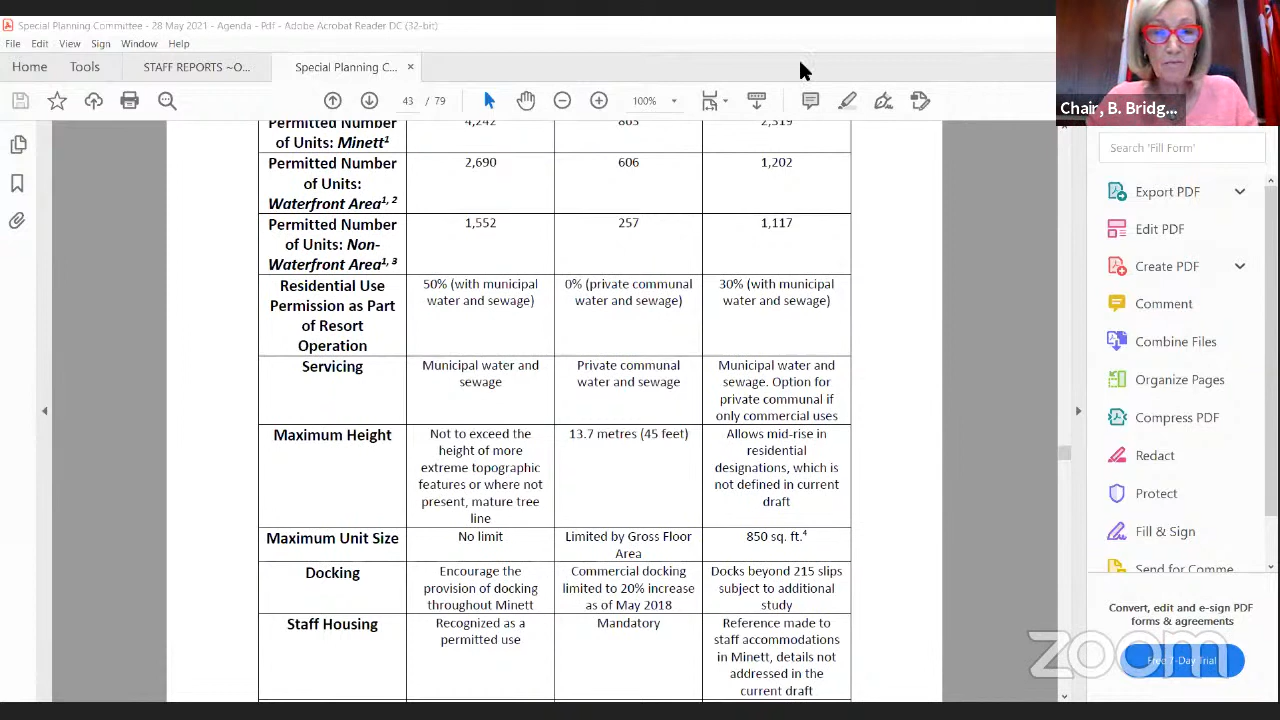 Special Planning Committee - 28 May 2021 - Agenda - Pdf - Adobe Acrobat Reader DC (32-bit)
File Edit View Sign Window Help
Home Tools STAFF REPORTS ~O... Special Planning C... ×
43 / 79 100%
Chair, B. Bridg...
Search 'Fill Form'
Permitted Number of Units: Minett1
4,242
863
2,319
Permitted Number
of Units:
Waterfront Area1, 2
2,690
606
1,202
Permitted Number
of Units: Non-
Waterfront Area1, 3
1,552
257
1,117
Residential Use
Permission as Part
of Resort
Operation
50% (with municipal
water and sewage)
0% (private communal
water and sewage)
30% (with municipal
water and sewage)
Servicing
Municipal water and
sewage
Private communal
water and sewage
Municipal water and
sewage. Option for
private communal if
only commercial uses
Maximum Height
Not to exceed the
height of more
extreme topographic
features or where not
present, mature tree
line
13.7 metres (45 feet)
Allows mid-rise in
residential
designations, which is
not defined in current
draft
Maximum Unit Size
No limit
Limited by Gross Floor
Area
850 sq. ft.4
Docking
Encourage the
provision of docking
throughout Minett
Commercial docking
limited to 20% increase
as of May 2018
Docks beyond 215 slips
subject to additional
study
Staff Housing
Recognized as a
permitted use
Mandatory
Reference made to
staff accommodations
in Minett, details not
addressed in the
current draft
Export PDF
Edit PDF
Create PDF
Comment
Combine Files
Organize Pages
Compress PDF
Redact
Protect
Fill & Sign
Send for Comme
Convert, edit and e-sign PDF
forms & agreements
Free 7-Day Trial
zoom